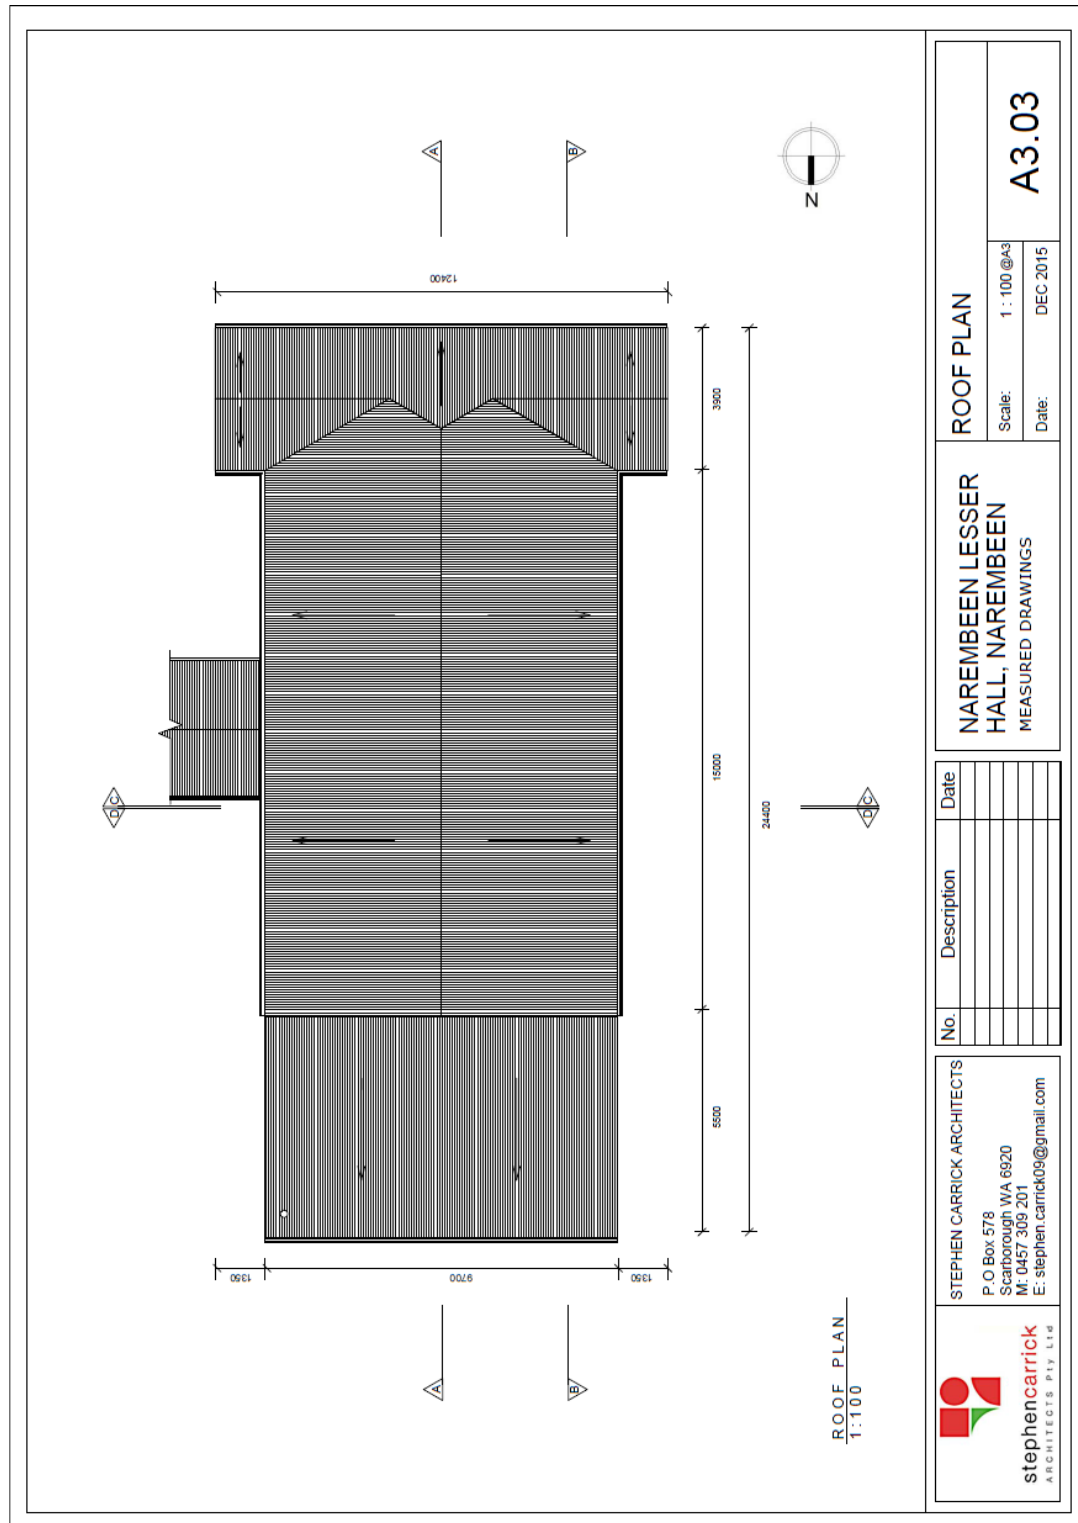 A
B
N
12400
3900
15000
24400
5500
1350
9700
1350
D C
D C
A
B
ROOF PLAN
1:100
stephencarrick
ARCHITECTS Pty Ltd
STEPHEN CARRICK ARCHITECTS
P.O Box 578
Scarborough WA 6920
M: 0457 309 201
E: stephen.carrick09@gmail.com
No.
Description
Date
NAREMBEEN LESSER
HALL, NAREMBEEN
MEASURED DRAWINGS
ROOF PLAN
Scale: 1 : 100 @A3
Date: DEC 2015
A3.03